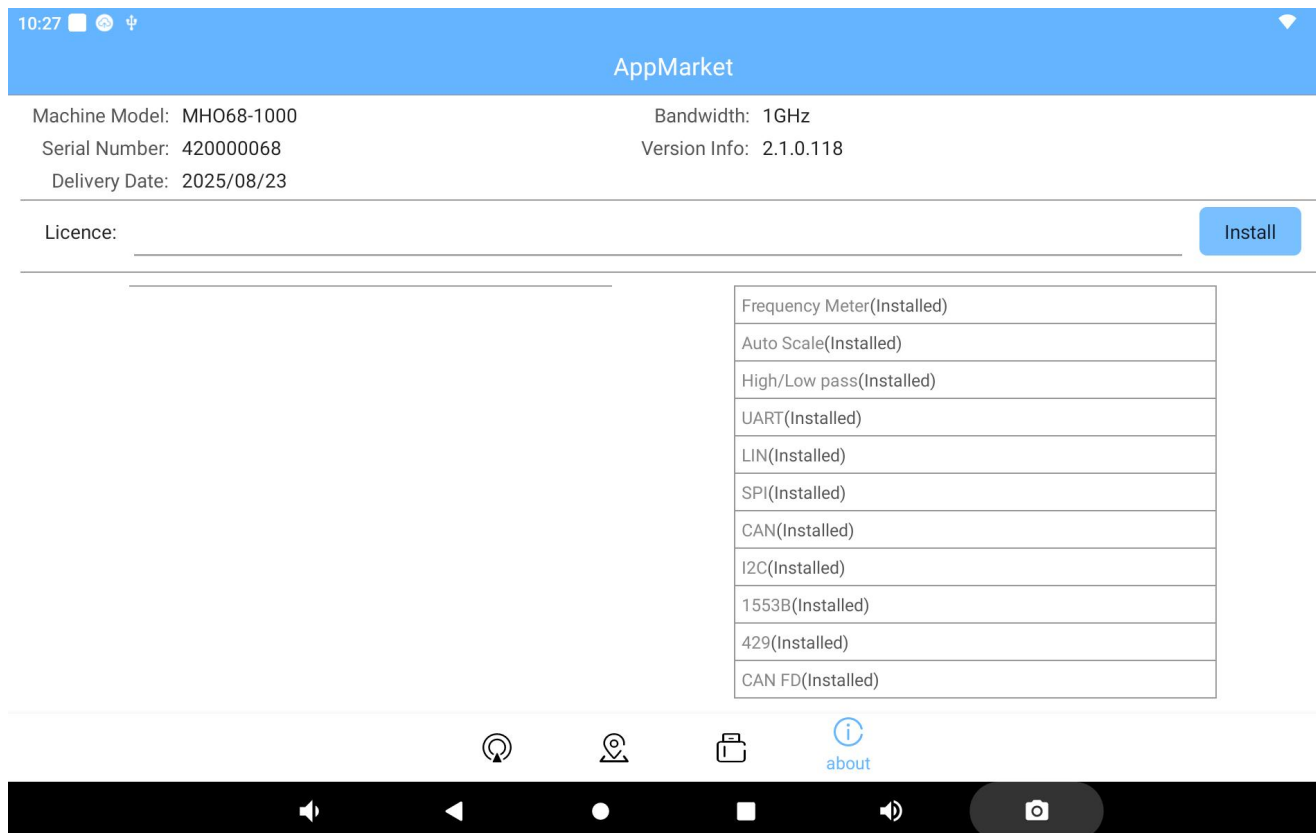 10:27
AppMarket
Machine Model: MHO68-1000
Bandwidth: 1GHz
Serial Number: 420000068
Version Info: 2.1.0.118
Delivery Date: 2025/08/23
Licence:
Install
Frequency Meter(Installed)
Auto Scale(Installed)
High/Low pass(Installed)
UART(Installed)
LIN(Installed)
SPI(Installed)
CAN(Installed)
I2C(Installed)
1553B(Installed)
429(Installed)
CAN FD(Installed)
about